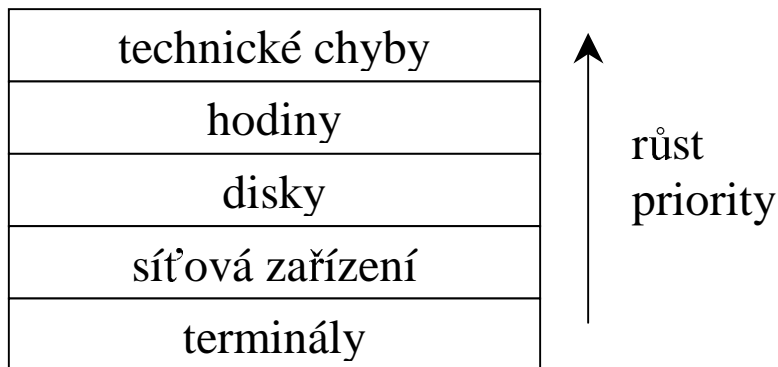 technické chyby
hodiny
disky
síťová zařízení
terminály
růst
priority